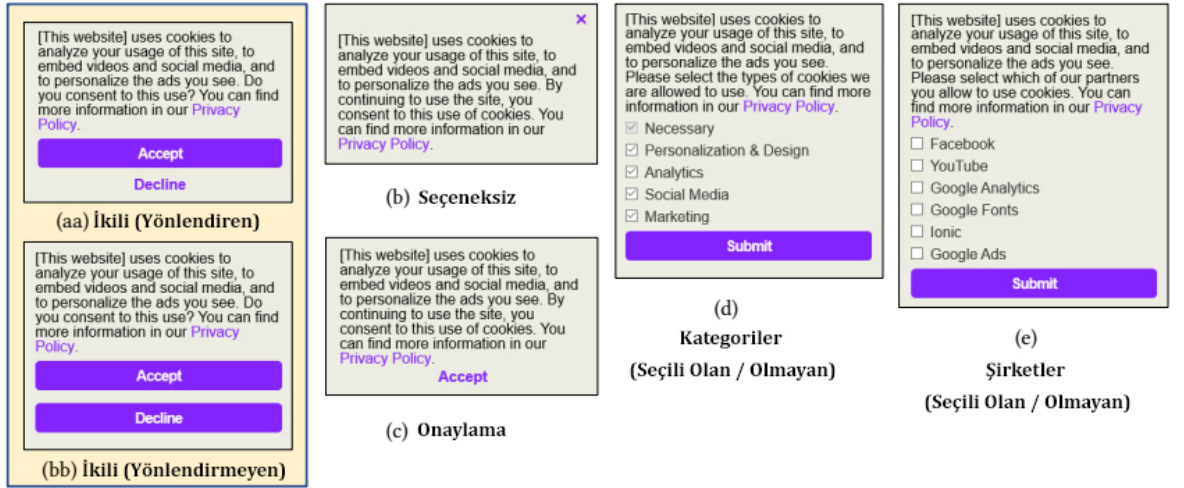 [This website] uses cookies to
analyze your usage of this site, to
embed videos and social media, and
to personalize the ads you see. Do
you consent to this use? You can find
more information in our Privacy
Policy.
Accept
Decline
(aa) İkili (Yönlendiren)
[This website] uses cookies to
analyze your usage of this site, to
embed videos and social media, and
to personalize the ads you see. Do
you consent to this use? You can find
more information in our Privacy
Policy.
Accept
Decline
(bb) İkili (Yönlendirmeyen)
×
[This website] uses cookies to
analyze your usage of this site, to
embed videos and social media, and
to personalize the ads you see. By
continuing to use the site, you
consent to this use of cookies. You
can find more information in our
Privacy Policy.
(b) Seçeneksiz
[This website] uses cookies to
analyze your usage of this site, to
embed videos and social media, and
to personalize the ads you see. By
continuing to use the site, you
consent to this use of cookies. You
can find more information in our
Privacy Policy.
Accept
(c) Onaylama
[This website] uses cookies to
analyze your usage of this site, to
embed videos and social media, and
to personalize the ads you see.
Please select the types of cookies we
are allowed to use. You can find more
information in our Privacy Policy.
Necessary
Personalization & Design
Analytics
Social Media
Marketing
Submit
(d)
Kategoriler
(Seçili Olan / Olmayan)
[This website] uses cookies to
analyze your usage of this site, to
embed videos and social media, and
to personalize the ads you see.
Please select which of our partners
you allow to use cookies. You can
find more information in our Privacy
Policy.
Facebook
YouTube
Google Analytics
Google Fonts
Ionic
Google Ads
Submit
(e)
Şirketler
(Seçili Olan / Olmayan)